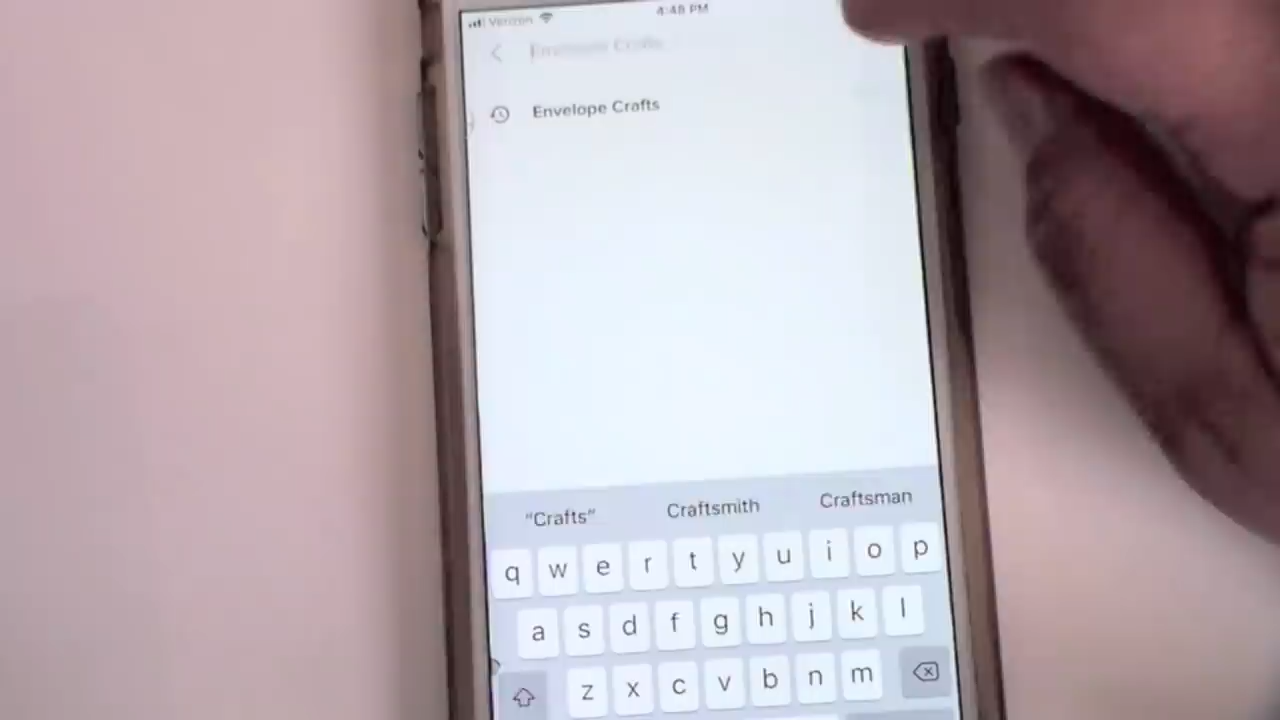 Verizon 4:48 PM
Envelope Crafts
Envelope Crafts
"Crafts" Craftsmith Craftsman
q w e r t y u i o p
a s d f g h j k l
z x c v b n m